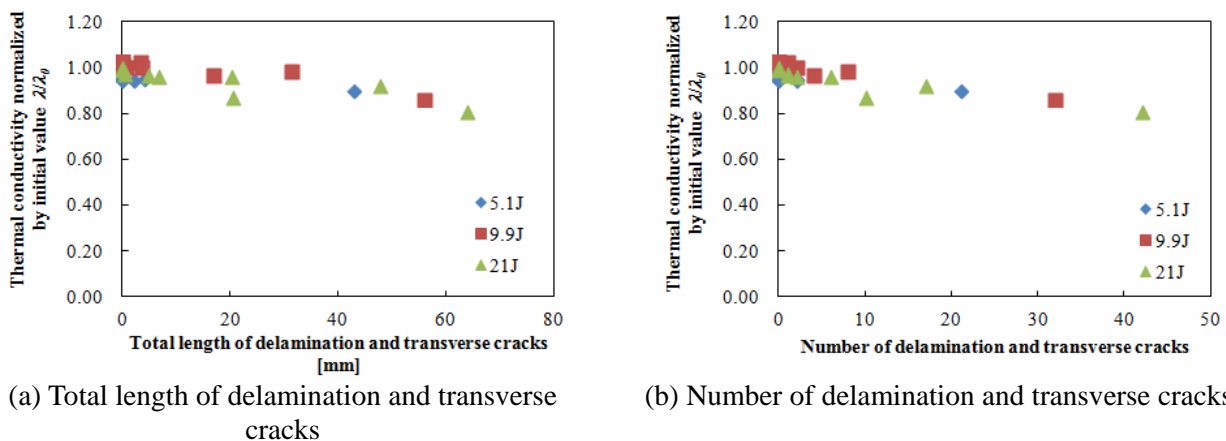 Thermal conductivity normalized
by initial value λ/λ0
1.20
1.00
0.80
0.60
0.40
0.20
0.00
0
20
40
60
80
5.1J
9.9J
21J
Total length of delamination and transverse cracks
[mm]
(a) Total length of delamination and transverse
cracks
Thermal conductivity normalized
by initial value λ/λ0
1.20
1.00
0.80
0.60
0.40
0.20
0.00
0
10
20
30
40
50
5.1J
9.9J
21J
Number of delamination and transverse cracks
(b) Number of delamination and transverse cracks